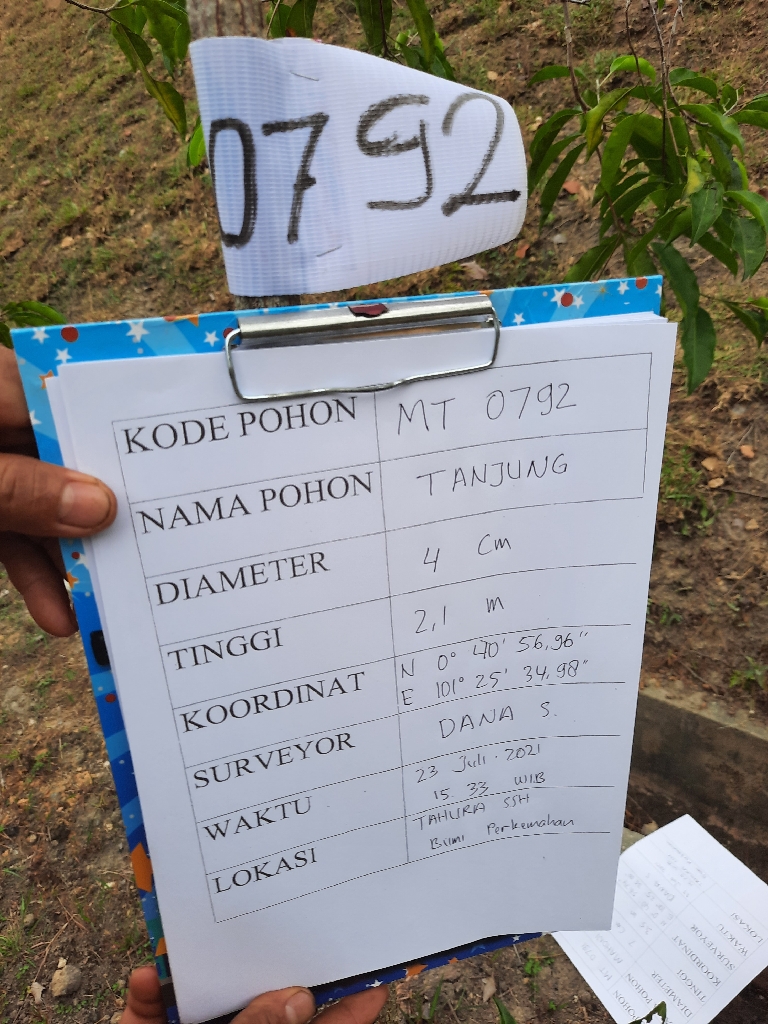 0792
KODE POHON MT 0792
NAMA POHON TANJUNG
DIAMETER 4 cm
TINGGI 2,1 m
KOORDINAT N 0° 40' 56,96"
E 101° 25' 34,98"
SURVEYOR DANA S.
WAKTU 23 Juli 2021
15.33 WIB
LOKASI TAHURA SSH
Bumi Perkemahan
LOKASI
WAKTU
SURVEYOR
KOORDINAT
TINGGI
DIAMETER
POHON
POHON